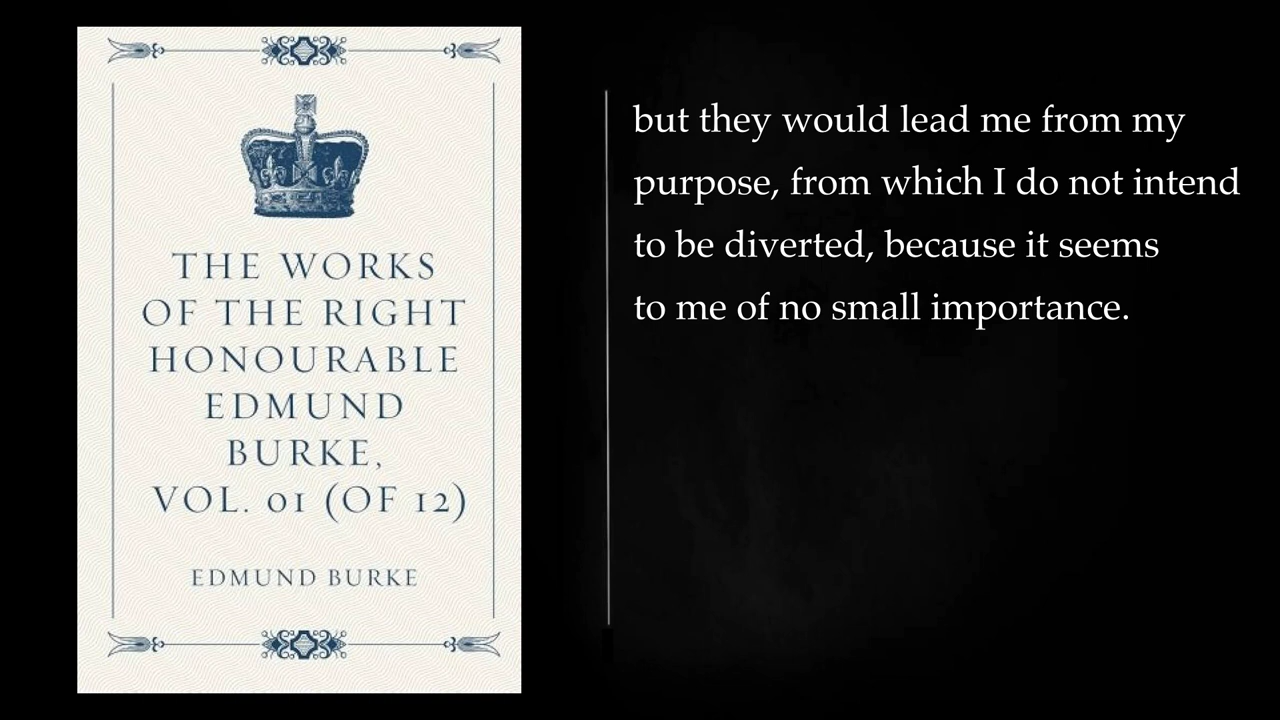 THE WORKS
OF THE RIGHT
HONOURABLE
EDMUND
BURKE,
VOL. 01 (OF 12)
EDMUND BURKE
but they would lead me from my
purpose, from which I do not intend
to be diverted, because it seems
to me of no small importance.